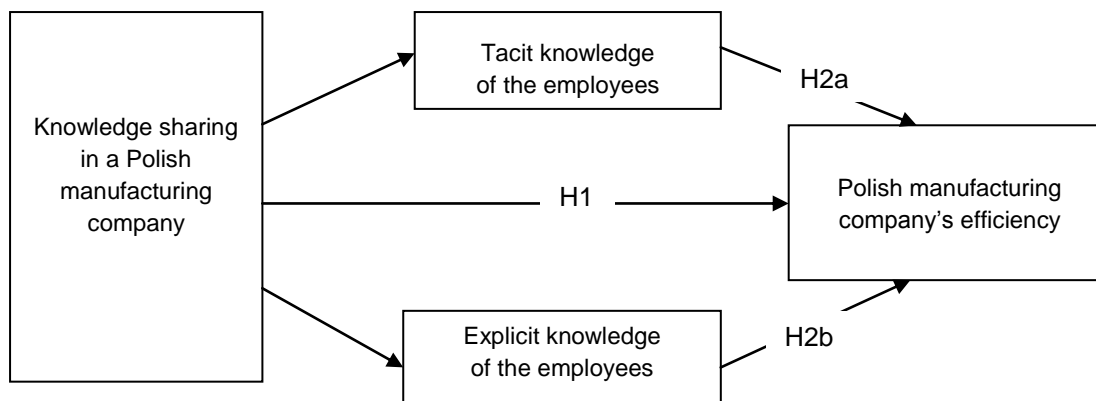 Tacit knowledge
of the employees
H2a
Knowledge sharing
in a Polish
manufacturing
company
H1
Polish manufacturing
company’s efficiency
Explicit knowledge
of the employees
H2b